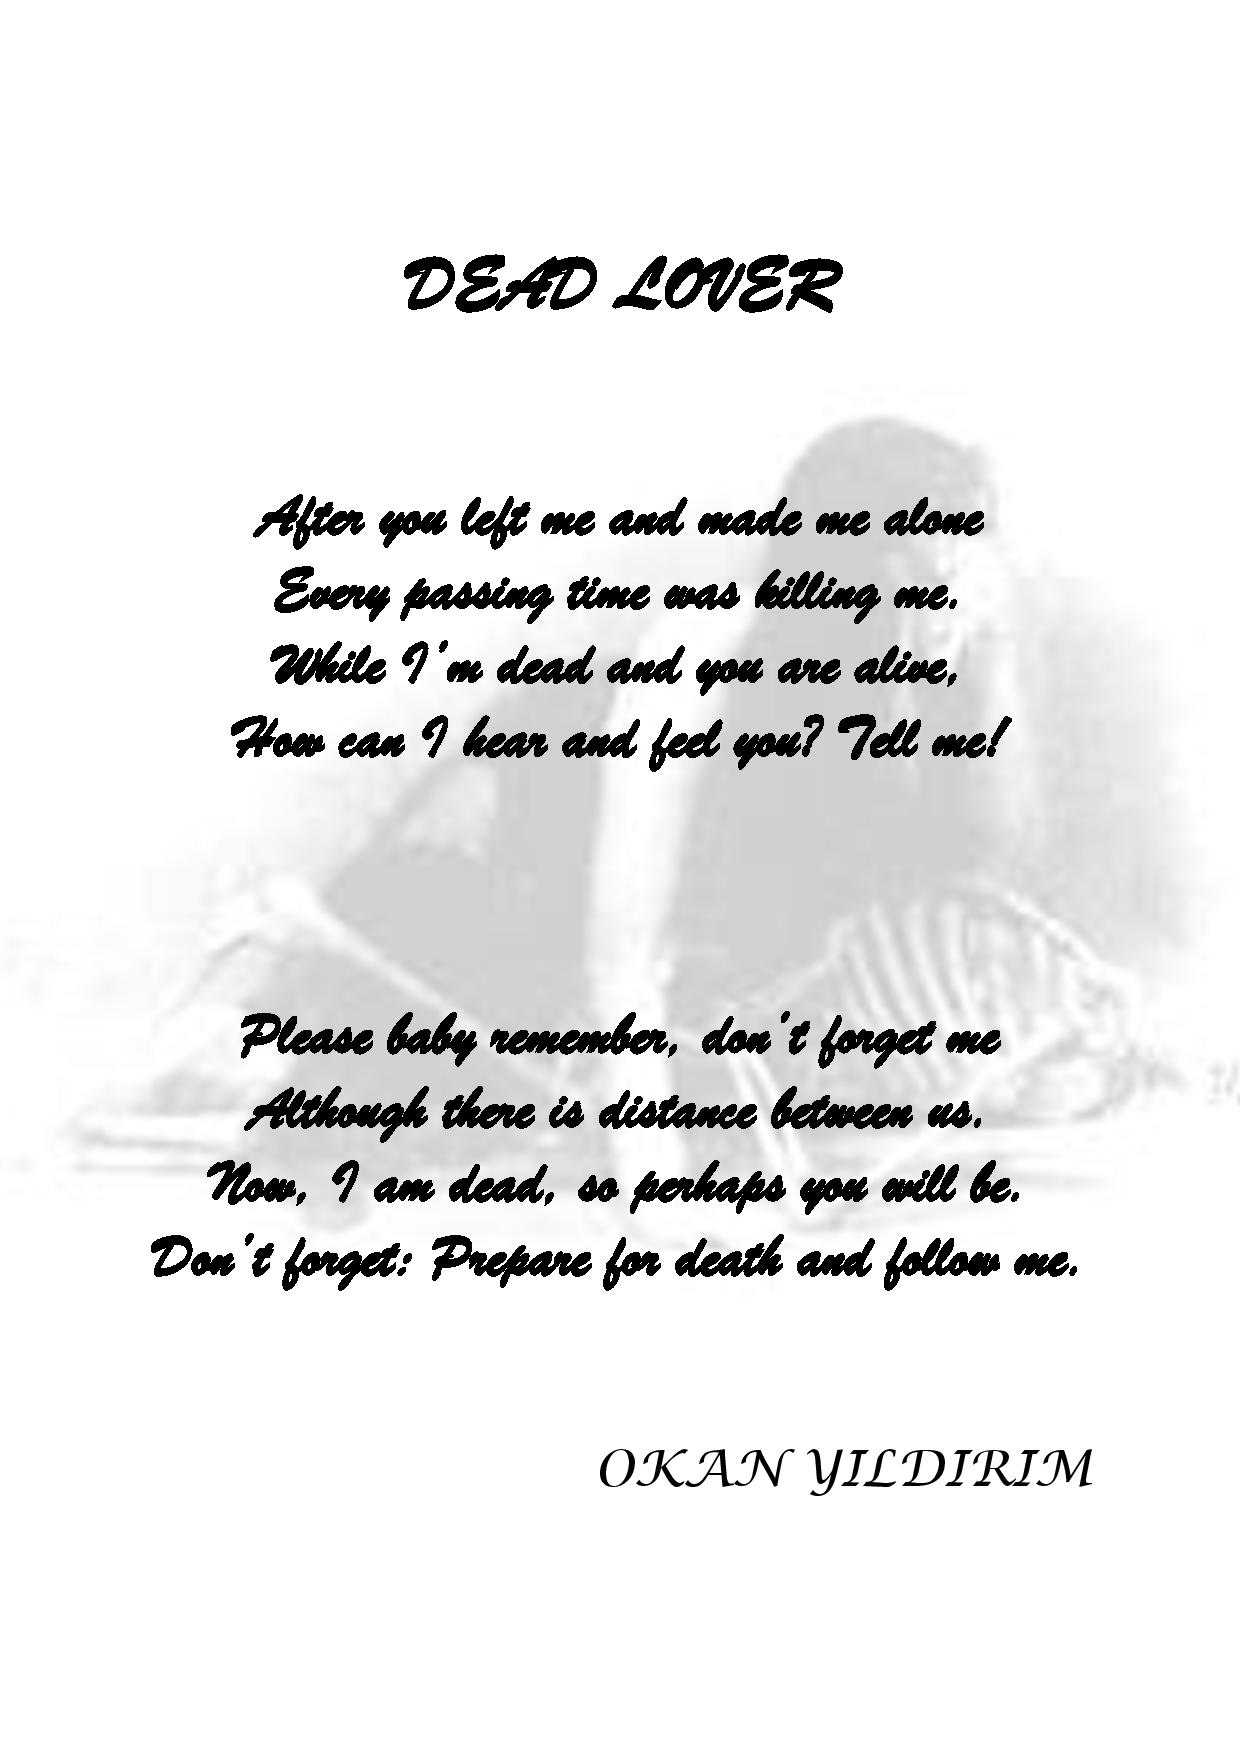 DEAD LOVER
After you left me and made me alone
Every passing time was killing me.
While I'm dead and you are alive,
How can I hear and feel you? Tell me!
Please baby remember, don't forget me
Although there is distance between us.
Now, I am dead, so perhaps you will be.
Don't forget: Prepare for death and follow me.
OKAN YILDIRIM